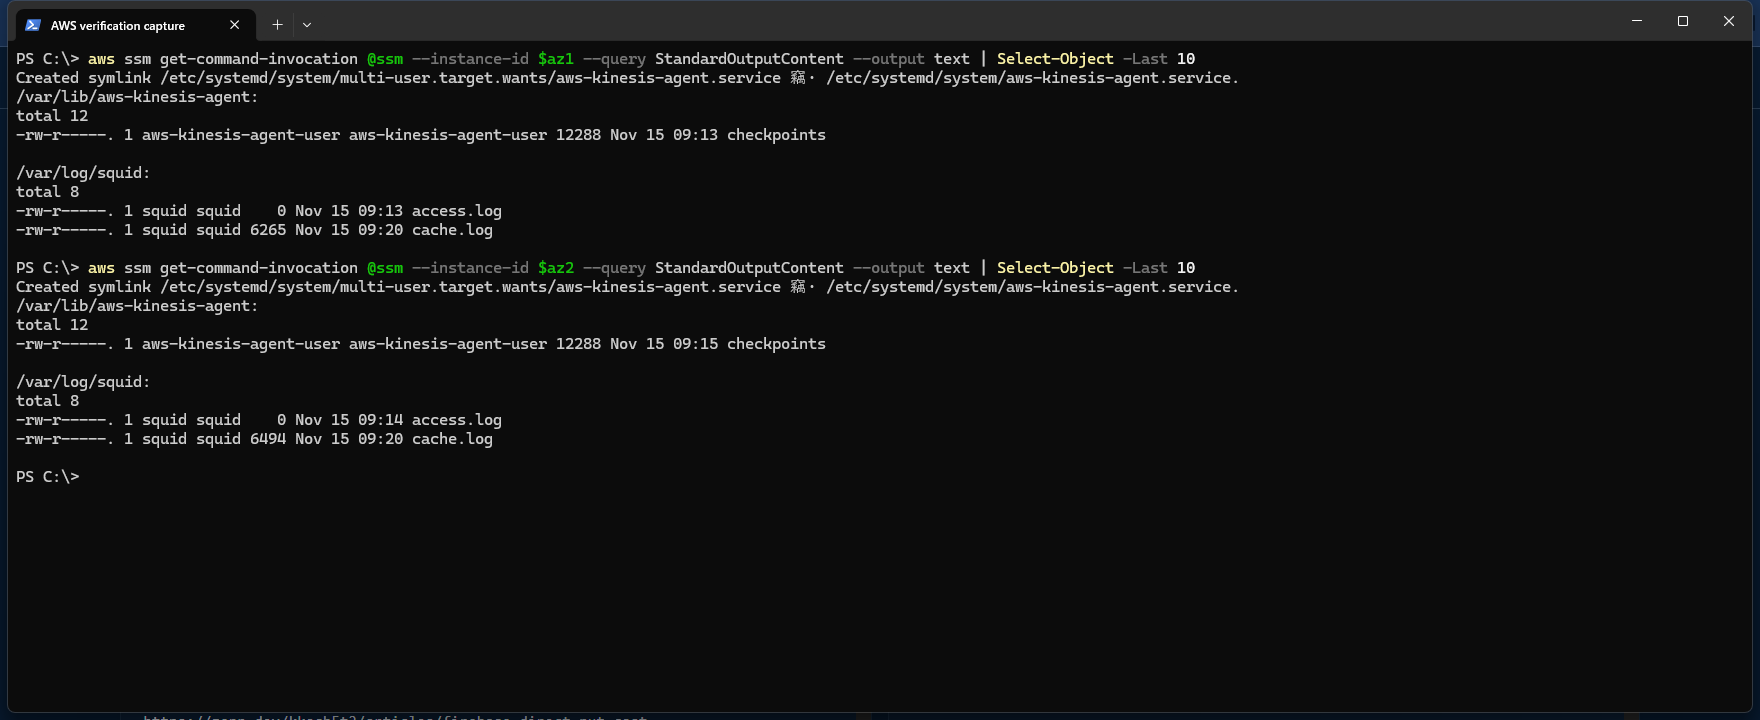 AWS verification capture
PS C:\> aws ssm get-command-invocation @ssm --instance-id $az1 --query StandardOutputContent --output text | Select-Object -Last 10
Created symlink /etc/systemd/system/multi-user.target.wants/aws-kinesis-agent.service 竊· /etc/systemd/system/aws-kinesis-agent.service.
/var/lib/aws-kinesis-agent:
total 12
-rw-r-----. 1 aws-kinesis-agent-user aws-kinesis-agent-user 12288 Nov 15 09:13 checkpoints
/var/log/squid:
total 8
-rw-r-----. 1 squid squid    0 Nov 15 09:13 access.log
-rw-r-----. 1 squid squid 6265 Nov 15 09:20 cache.log
PS C:\> aws ssm get-command-invocation @ssm --instance-id $az2 --query StandardOutputContent --output text | Select-Object -Last 10
Created symlink /etc/systemd/system/multi-user.target.wants/aws-kinesis-agent.service 竊· /etc/systemd/system/aws-kinesis-agent.service.
/var/lib/aws-kinesis-agent:
total 12
-rw-r-----. 1 aws-kinesis-agent-user aws-kinesis-agent-user 12288 Nov 15 09:15 checkpoints
/var/log/squid:
total 8
-rw-r-----. 1 squid squid    0 Nov 15 09:14 access.log
-rw-r-----. 1 squid squid 6494 Nov 15 09:20 cache.log
PS C:\>